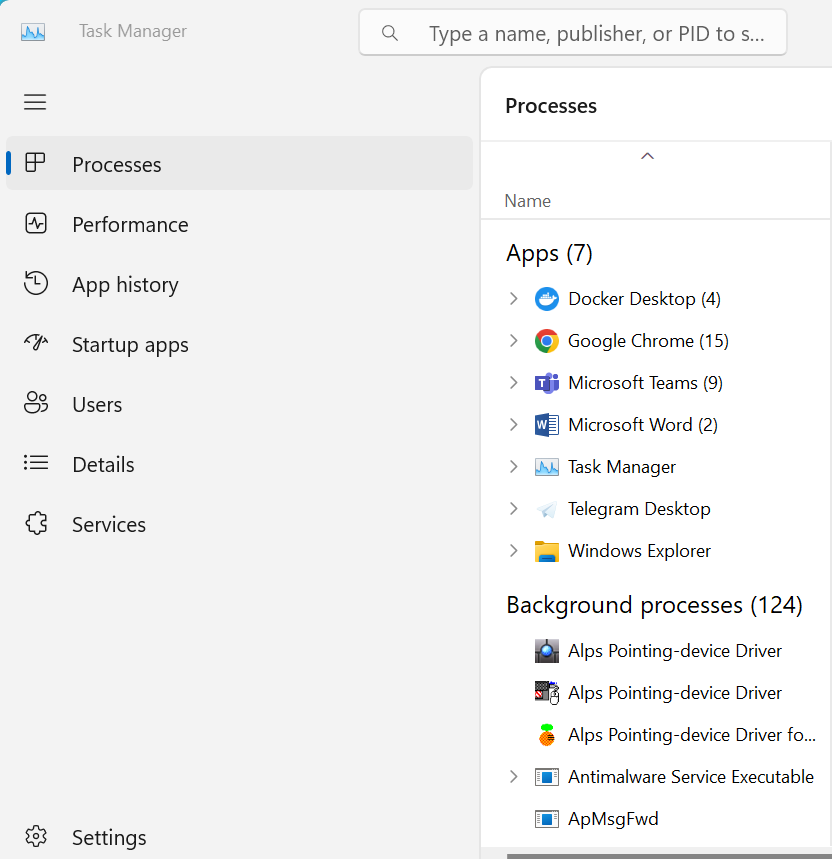 Task Manager
Type a name, publisher, or PID to s...
Processes
Performance
App history
Startup apps
Users
Details
Services
Settings
Processes
Name
Apps (7)
Docker Desktop (4)
Google Chrome (15)
Microsoft Teams (9)
Microsoft Word (2)
Task Manager
Telegram Desktop
Windows Explorer
Background processes (124)
Alps Pointing-device Driver
Alps Pointing-device Driver
Alps Pointing-device Driver fo...
Antimalware Service Executable
ApMsgFwd